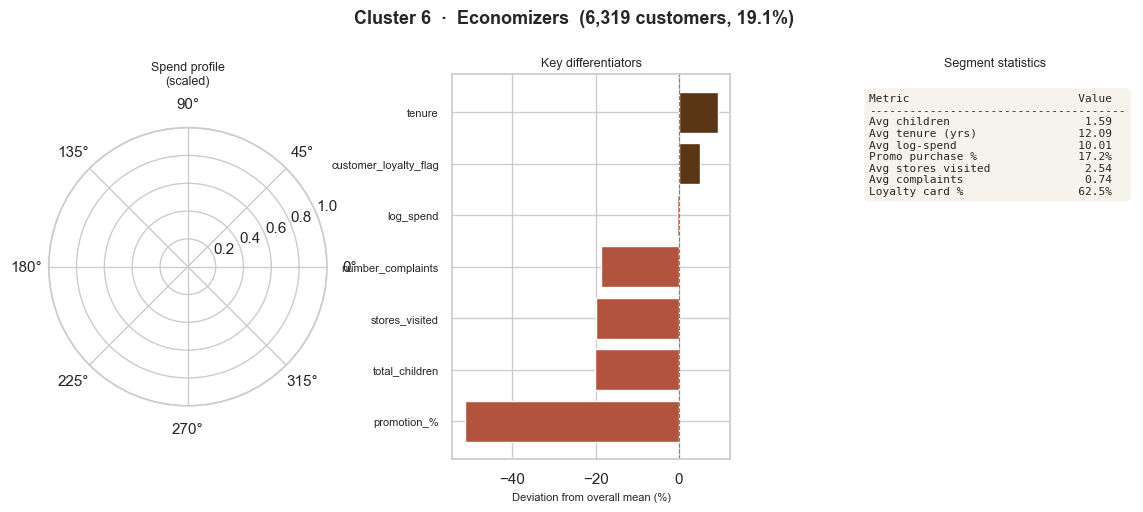 Cluster 6 · Economizers (6,319 customers, 19.1%)
Spend profile
(scaled)
90°
135°
45°
1.0
0.8
0.6
0.4
0.2
180°
0°
225°
315°
270°
Key differentiators
tenure
customer_loyalty_flag
log_spend
number_complaints
stores_visited
total_children
promotion_%
−40
−20
0
Deviation from overall mean (%)
Segment statistics
Metric Value
-------------------------------------
Avg children 1.59
Avg tenure (yrs) 12.09
Avg log-spend 10.01
Promo purchase % 17.2%
Avg stores visited 2.54
Avg complaints 0.74
Loyalty card % 62.5%